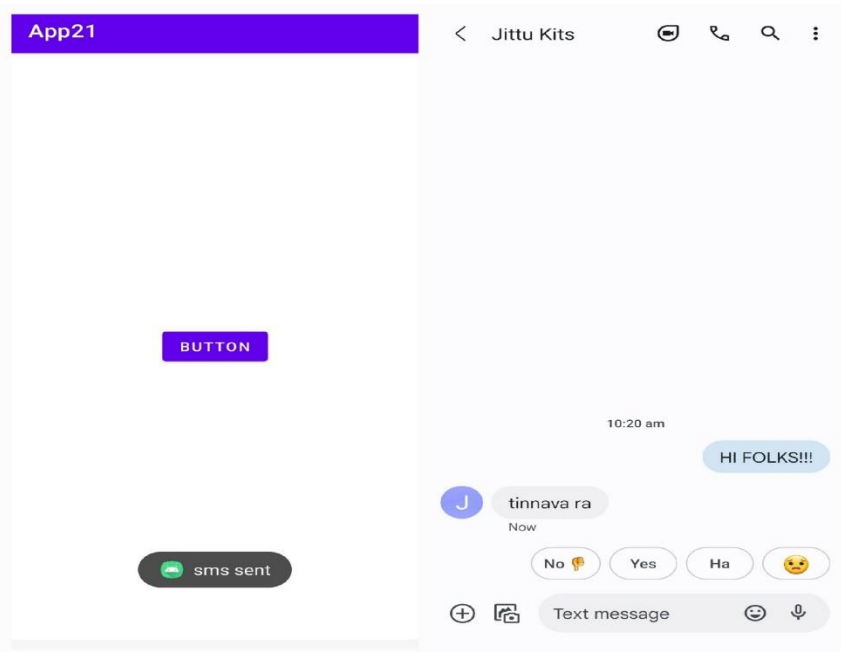 App21
BUTTON
sms sent
Jittu Kits
10:20 am
HI FOLKS!!!
J
tinnava ra
Now
No👎 Yes Ha 😟
Text message